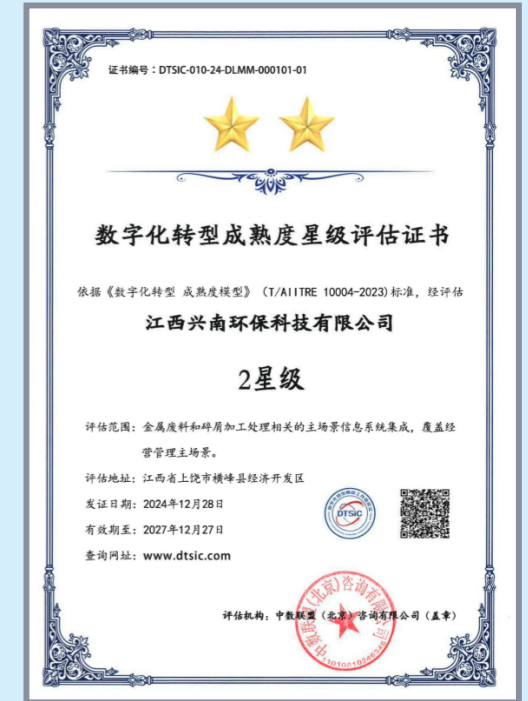 证书编号：DTSIC-010-24-DLMM-000101-01
数字化转型成熟度星级评估证书
依据《数字化转型 成熟度模型》（T/AIITRE 10004-2023）标准，经评估
江西兴南环保科技有限公司
2星级
评估范围：金属废料和碎屑加工处理相关的主场景信息系统集成，覆盖经
营管理主场景。
评估地址：江西省上饶市横峰县经济开发区
发证日期：2024年12月28日
有效期至：2027年12月27日
DTSIC
查询网址：www.dtsic.com
评估机构：中数联盟（北京）咨询有限公司（盖章）